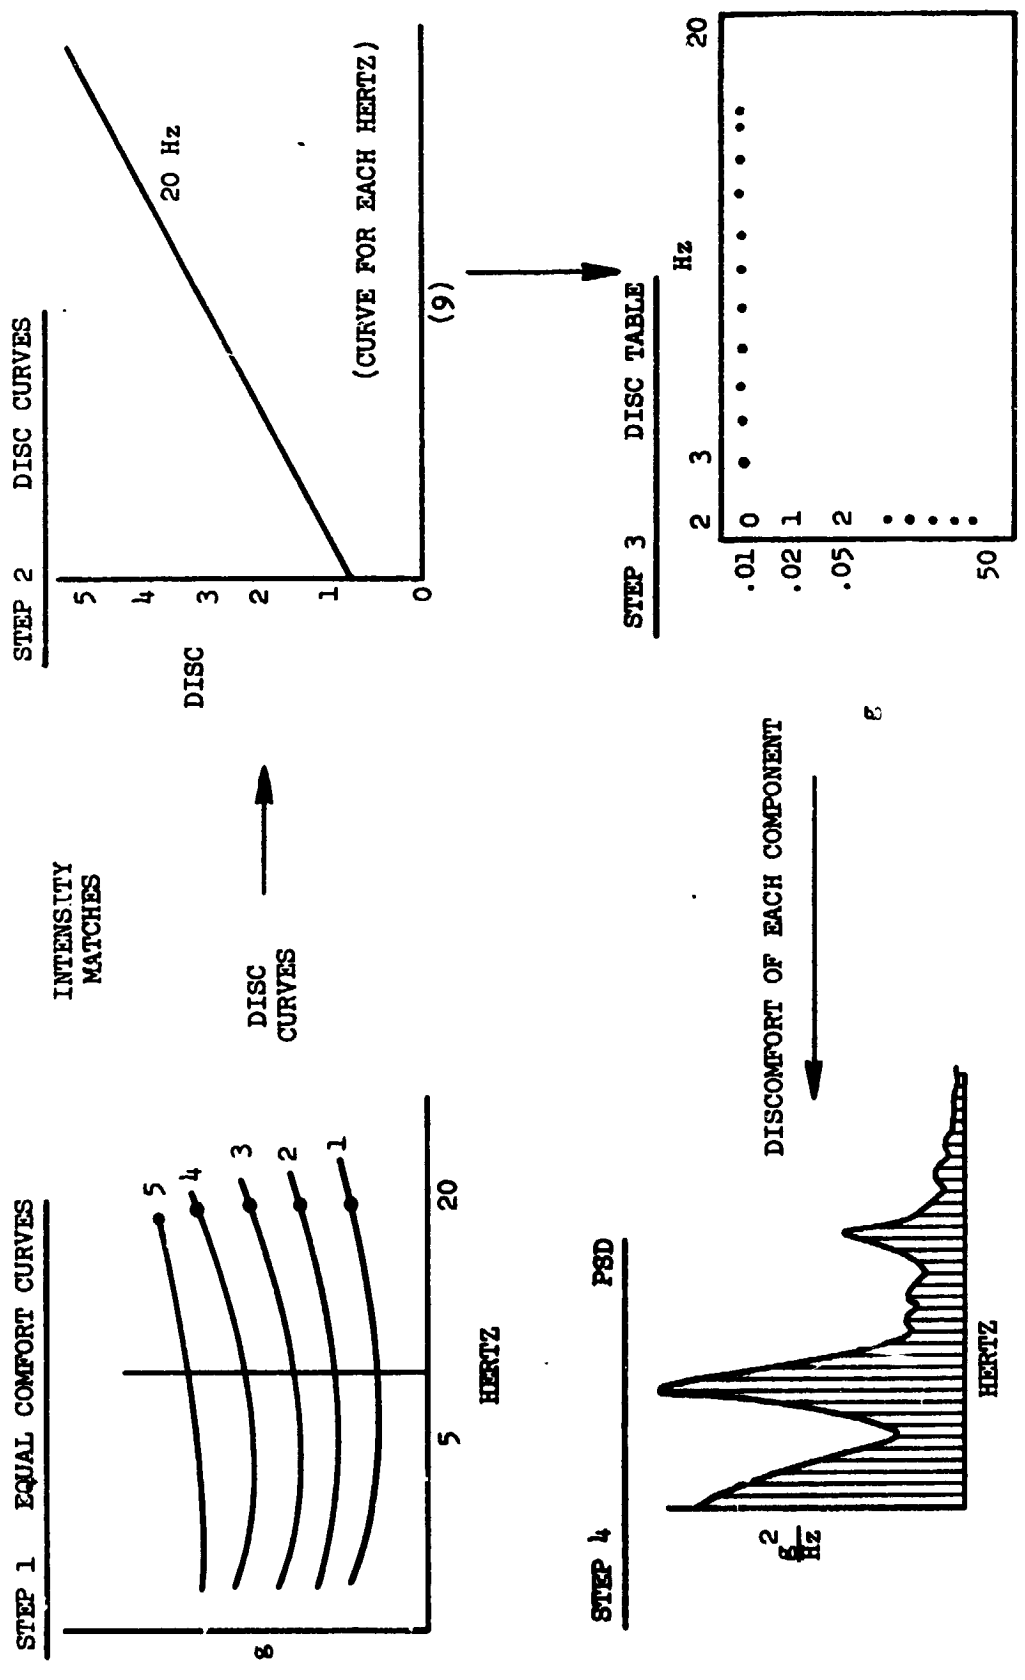 STEP 1 EQUAL COMFORT CURVES
g
5
4
3
2
1
5
20
HERTZ
INTENSITY
MATCHES
DISC
CURVES
STEP 2 DISC CURVES
DISC
5
4
3
2
1
0
20 Hz
(CURVE FOR EACH HERTZ)
(9)
STEP 3 DISC TABLE
Hz
2 3 20
.01 0
.02 1
.05 2
50
g
DISCOMFORT OF EACH COMPONENT
STEP 4 PSD
g2
Hz
HERTZ